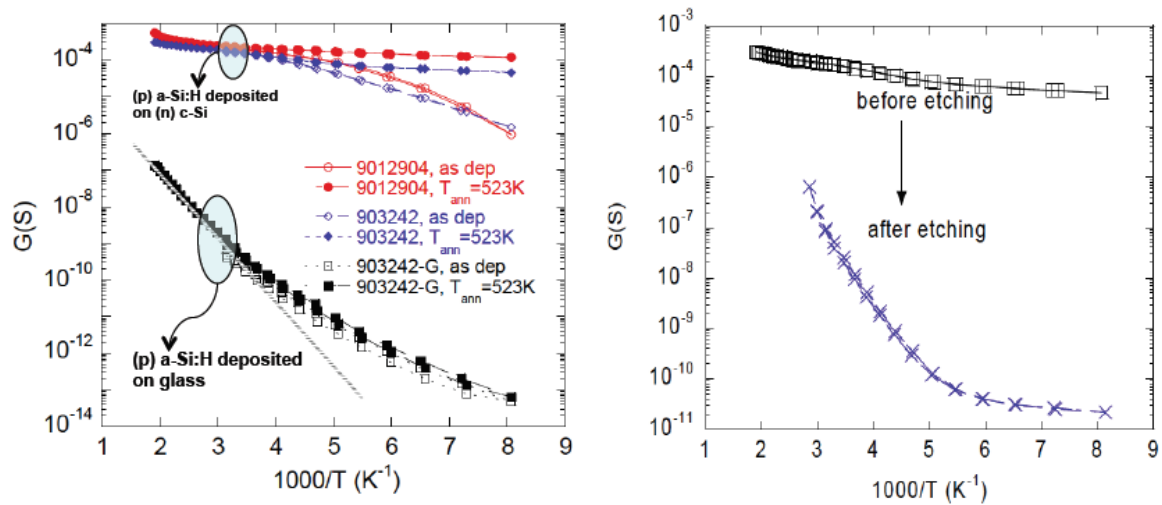 G(S)
10⁻⁴
10⁻⁶
10⁻⁸
10⁻¹⁰
10⁻¹²
10⁻¹⁴
(p) a-Si:H deposited
on (n) c-Si
9012904, as dep
9012904, Tₐₙₙ=523K
903242, as dep
903242, Tₐₙₙ=523K
903242-G, as dep
903242-G, Tₐₙₙ=523K
(p) a-Si:H deposited
on glass
1 2 3 4 5 6 7 8 9
1000/T (K⁻¹)
G(S)
10⁻³
10⁻⁴
10⁻⁵
10⁻⁶
10⁻⁷
10⁻⁸
10⁻⁹
10⁻¹⁰
10⁻¹¹
before etching
after etching
1 2 3 4 5 6 7 8 9
1000/T (K⁻¹)